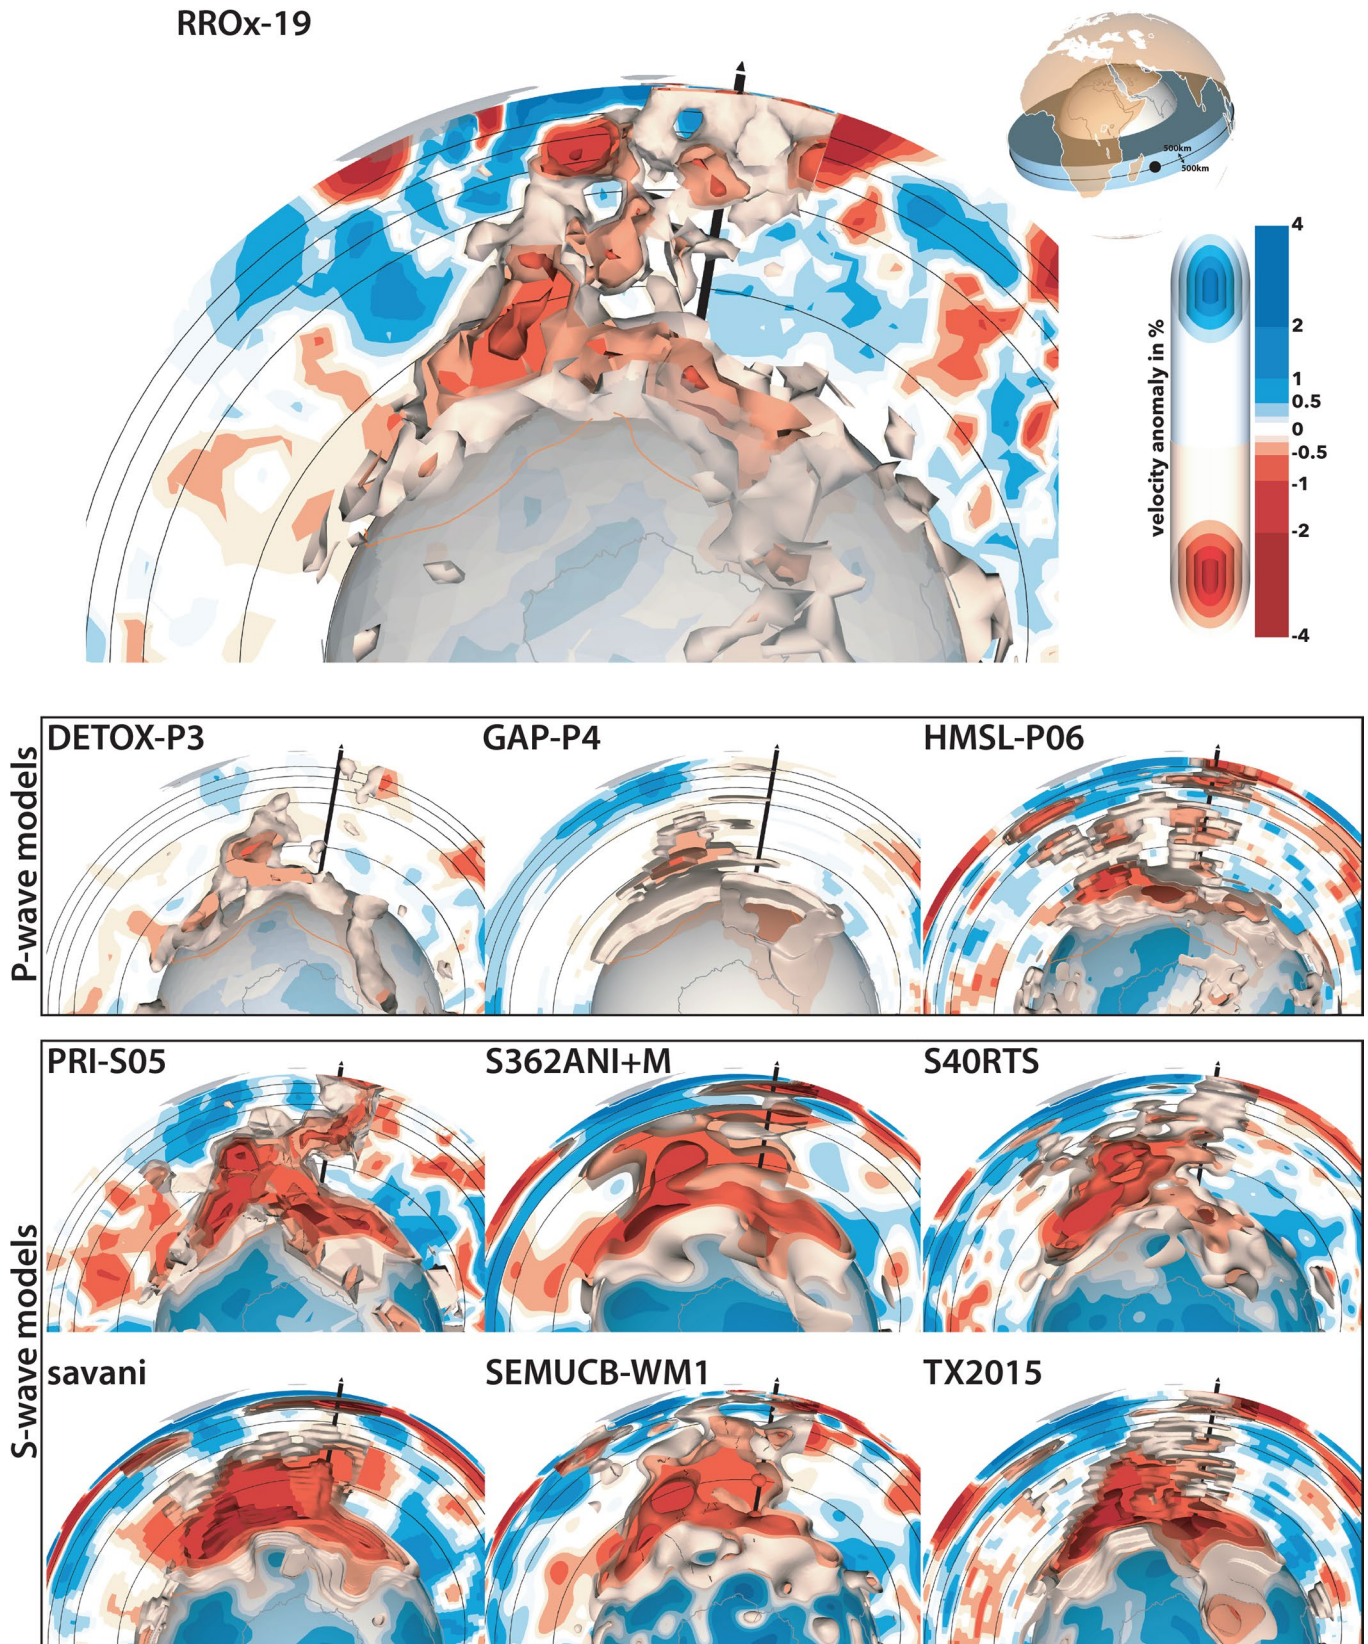 RROx-19
500km
500km
velocity anomaly in %
4
2
1
0.5
0
-0.5
-1
-2
-4
P-wave models
DETOX-P3
GAP-P4
HMSL-P06
S-wave models
PRI-S05
S362ANI+M
S40RTS
savani
SEMUCB-WM1
TX2015